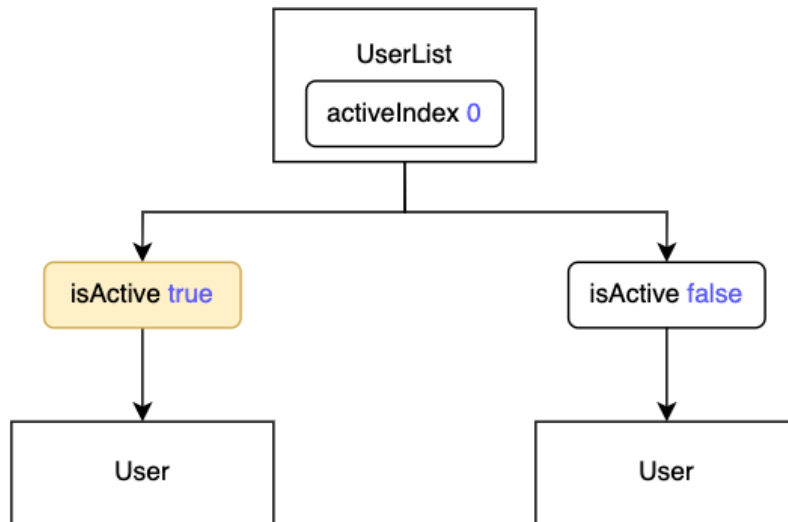 UserList
activeIndex 0
isActive true
isActive false
User
User